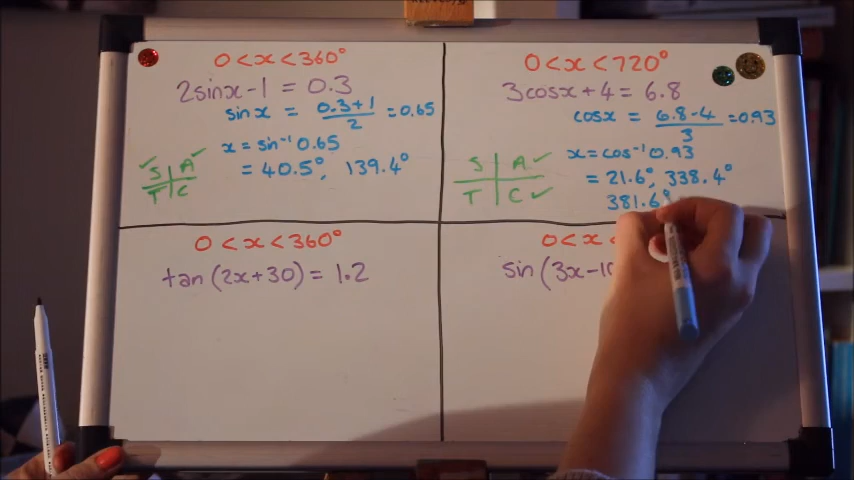 0 < x < 360°
2sinx - 1 = 0.3
sin x = (0.3+1)/2 = 0.65
x = sin⁻¹ 0.65
= 40.5°, 139.4°
✓ S | A ✓
T | C
0 < x < 720°
3cosx + 4 = 6.8
cosx = (6.8-4)/3 = 0.93
x = cos⁻¹ 0.93
= 21.6°, 338.4°
381.6°
S | A ✓
T | C ✓
0 < x < 360°
tan (2x+30) = 1.2
0 < x <
sin (3x-10